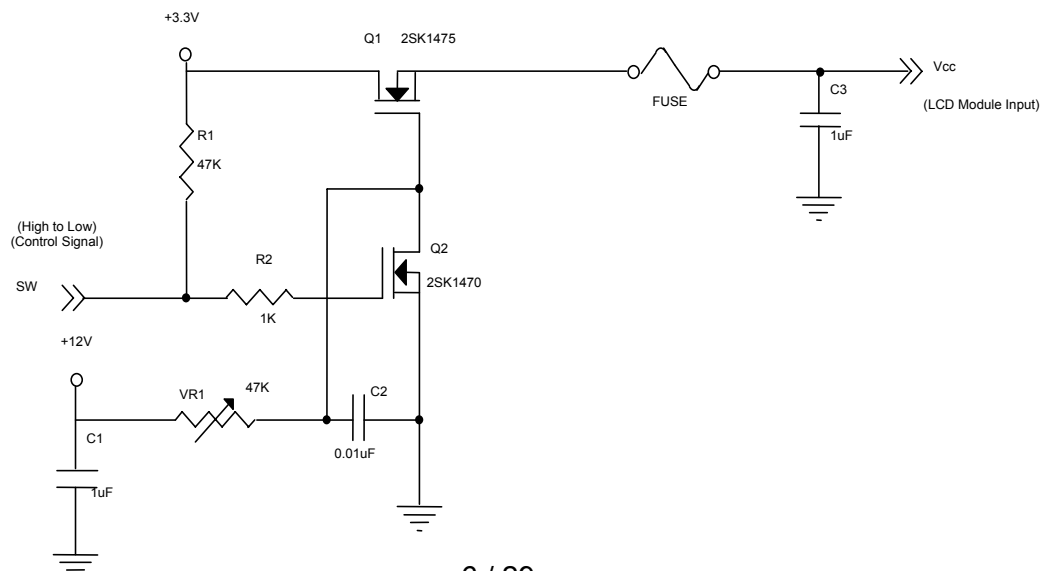 +3.3V
Q1 2SK1475
Vcc
FUSE
C3
(LCD Module Input)
R1
1uF
47K
(High to Low)
(Control Signal)
Q2
R2
SW
2SK1470
1K
+12V
VR1
47K
C2
C1
0.01uF
1uF